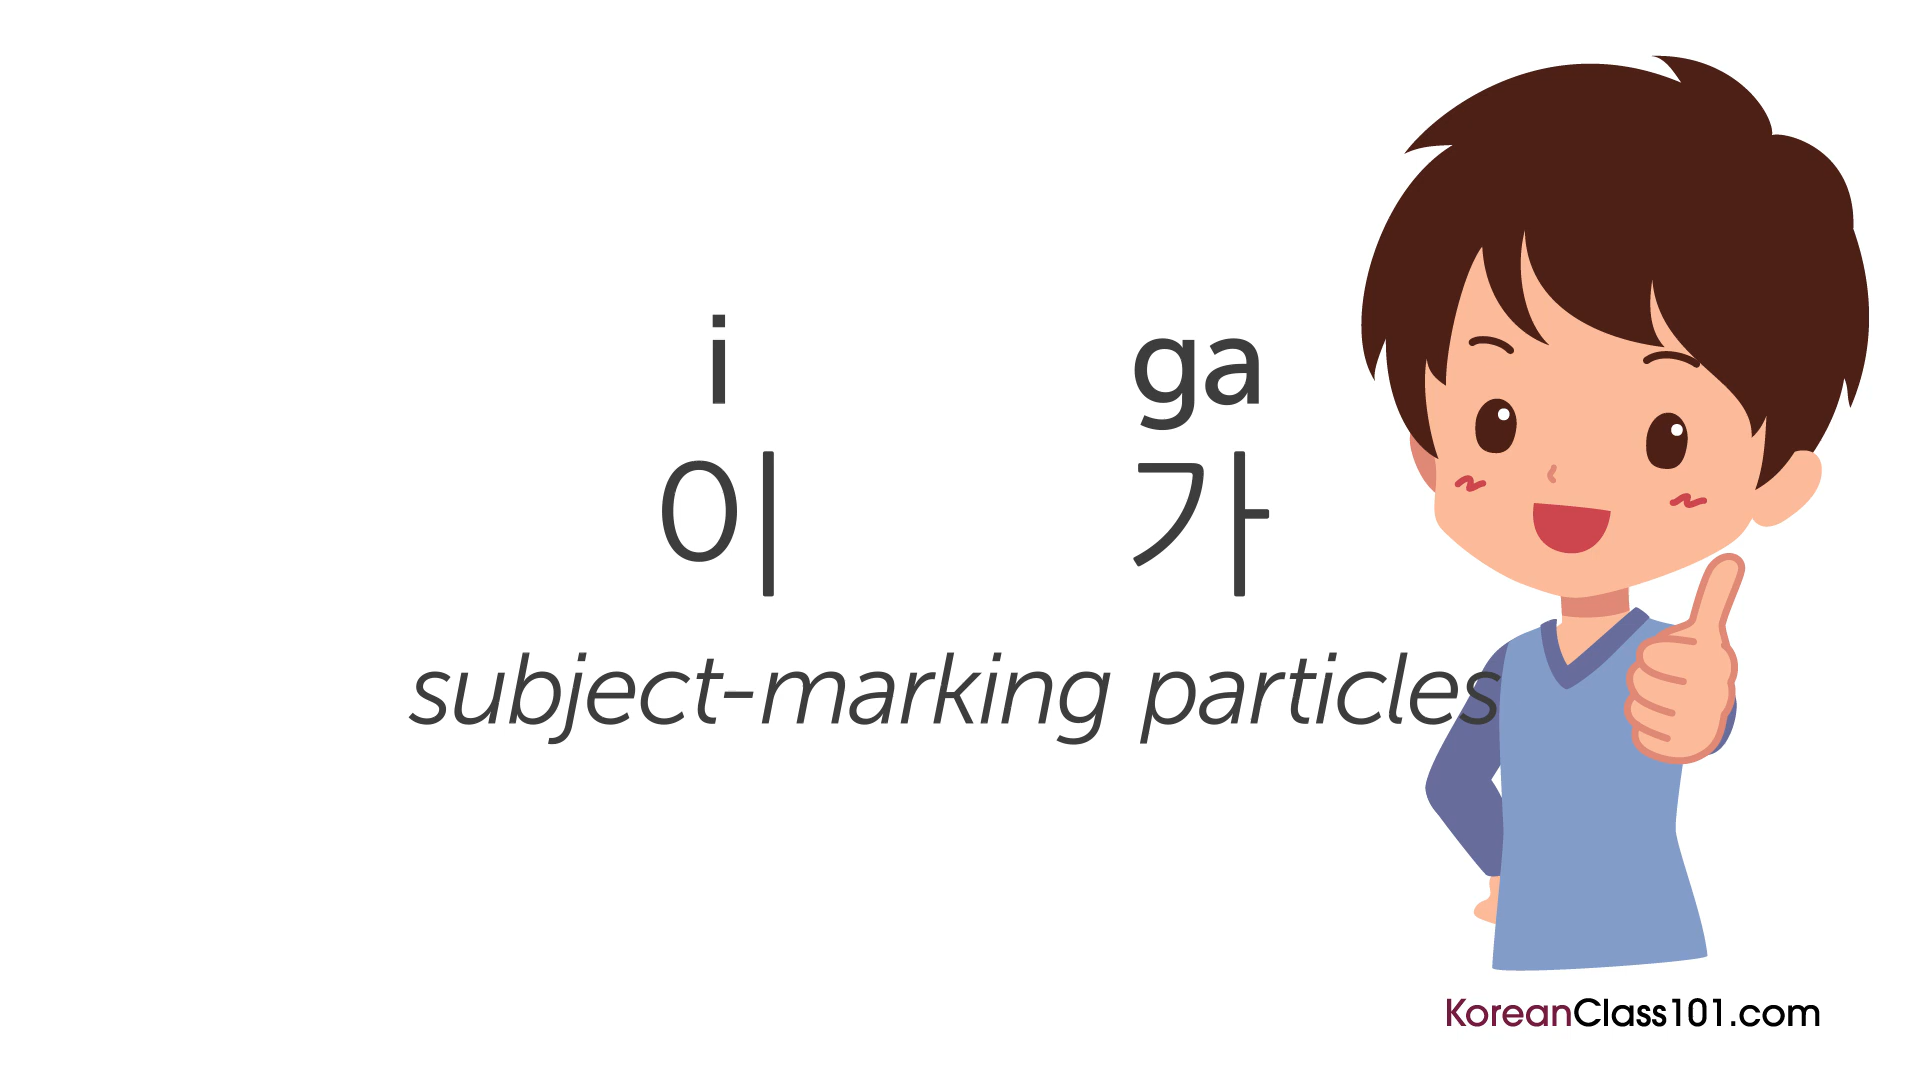 i ga
이 가
subject-marking particles
KoreanClass101.com